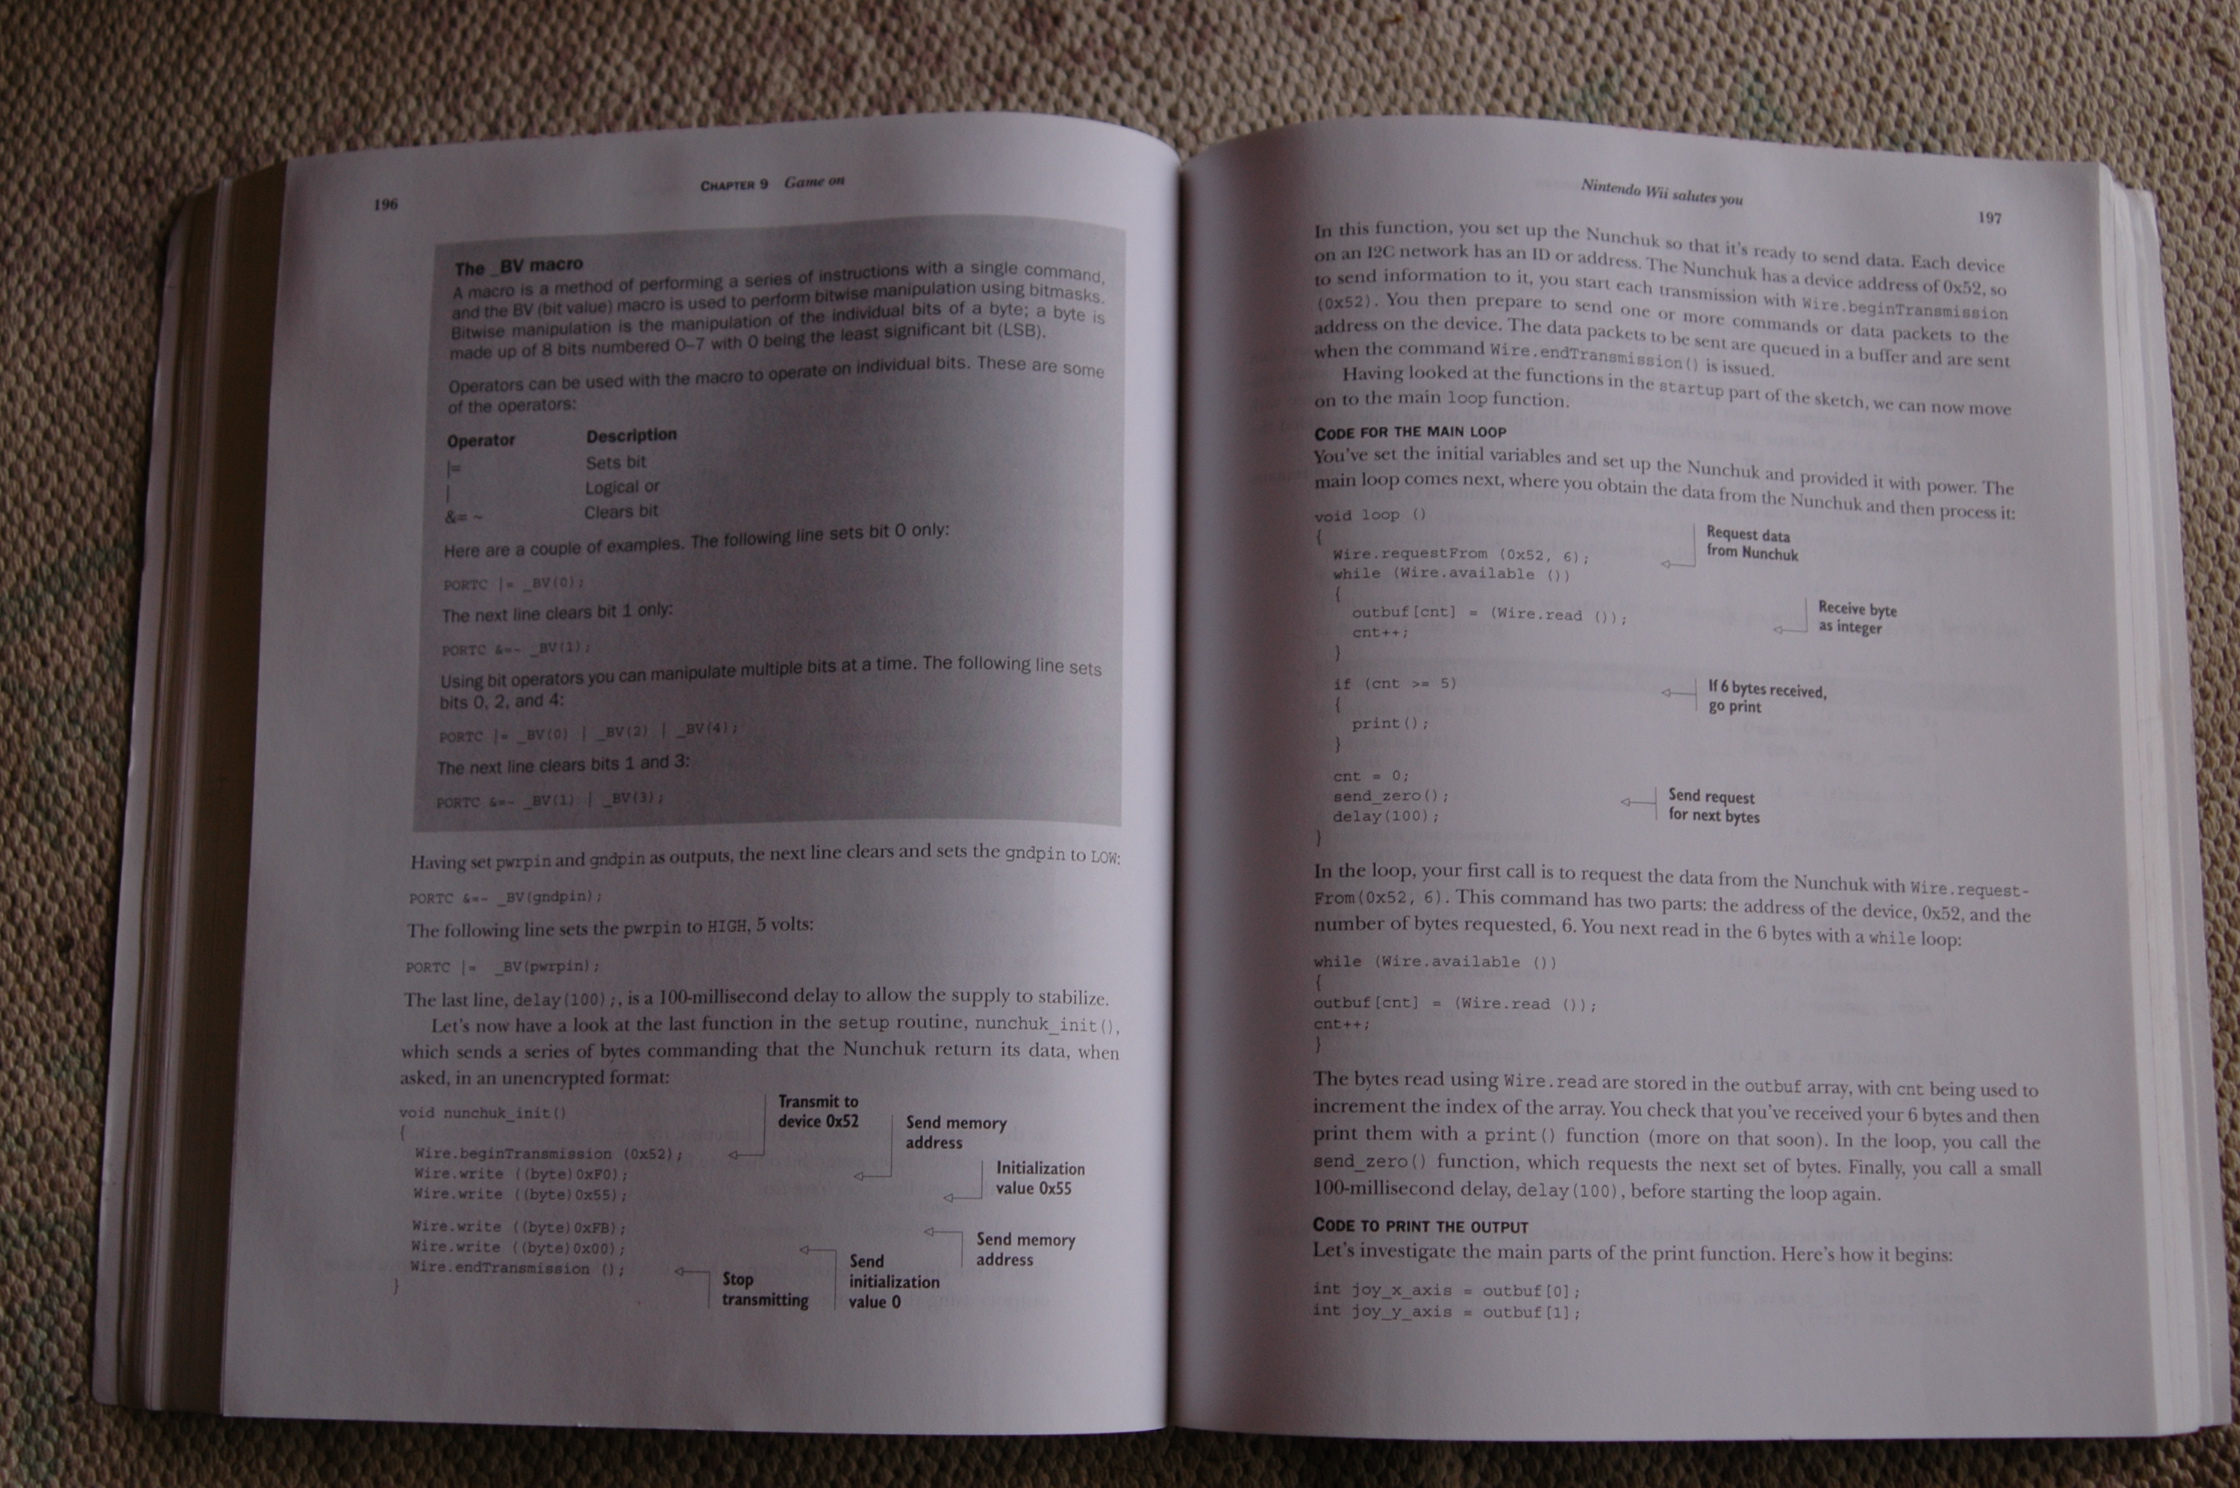 196
CHAPTER 9 Game on
The _BV macro
A macro is a method of performing a series of instructions with a single command,
and the BV (bit value) macro is used to perform bitwise manipulation using bitmasks.
Bitwise manipulation is the manipulation of the individual bits of a byte; a byte is
made up of 8 bits numbered 0–7 with 0 being the least significant bit (LSB).
Operators can be used with the macro to operate on individual bits. These are some
of the operators:
Operator Description
|= Sets bit
| Logical or
&= ~ Clears bit
Here are a couple of examples. The following line sets bit 0 only:
PORTC |= _BV(0);
The next line clears bit 1 only:
PORTC &=~ _BV(1);
Using bit operators you can manipulate multiple bits at a time. The following line sets
bits 0, 2, and 4:
PORTC |= _BV(0) | _BV(2) | _BV(4);
The next line clears bits 1 and 3:
PORTC &=~ _BV(1) | _BV(3);
Having set pwrpin and gndpin as outputs, the next line clears and sets the gndpin to LOW:
PORTC &=~ _BV(gndpin);
The following line sets the pwrpin to HIGH, 5 volts:
PORTC |= _BV(pwrpin);
The last line, delay(100);, is a 100-millisecond delay to allow the supply to stabilize.
Let's now have a look at the last function in the setup routine, nunchuk_init(),
which sends a series of bytes commanding that the Nunchuk return its data, when
asked, in an unencrypted format:
void nunchuk_init()
{
Wire.beginTransmission (0x52);
Wire.write ((byte)0xF0);
Wire.write ((byte)0x55);
Wire.write ((byte)0xFB);
Wire.write ((byte)0x00);
Wire.endTransmission ();
}
Transmit to
device 0x52
Send memory
address
Initialization
value 0x55
Send memory
address
Send
initialization
value 0
Stop
transmitting
Nintendo Wii salutes you
197
In this function, you set up the Nunchuk so that it's ready to send data. Each device
on an I2C network has an ID or address. The Nunchuk has a device address of 0x52, so
to send information to it, you start each transmission with Wire.beginTransmission
(0x52). You then prepare to send one or more commands or data packets to the
address on the device. The data packets to be sent are queued in a buffer and are sent
when the command Wire.endTransmission() is issued.
Having looked at the functions in the startup part of the sketch, we can now move
on to the main loop function.
CODE FOR THE MAIN LOOP
You've set the initial variables and set up the Nunchuk and provided it with power. The
main loop comes next, where you obtain the data from the Nunchuk and then process it:
void loop ()
{
Wire.requestFrom (0x52, 6);
while (Wire.available ())
{
outbuf[cnt] = (Wire.read ());
cnt++;
}
if (cnt >= 5)
{
print();
}
cnt = 0;
send_zero();
delay(100);
}
Request data
from Nunchuk
Receive byte
as integer
If 6 bytes received,
go print
Send request
for next bytes
In the loop, your first call is to request the data from the Nunchuk with Wire.request-
From(0x52, 6). This command has two parts: the address of the device, 0x52, and the
number of bytes requested, 6. You next read in the 6 bytes with a while loop:
while (Wire.available ())
{
outbuf[cnt] = (Wire.read ());
cnt++;
}
The bytes read using Wire.read are stored in the outbuf array, with cnt being used to
increment the index of the array. You check that you've received your 6 bytes and then
print them with a print() function (more on that soon). In the loop, you call the
send_zero() function, which requests the next set of bytes. Finally, you call a small
100-millisecond delay, delay(100), before starting the loop again.
CODE TO PRINT THE OUTPUT
Let's investigate the main parts of the print function. Here's how it begins:
int joy_x_axis = outbuf[0];
int joy_y_axis = outbuf[1];